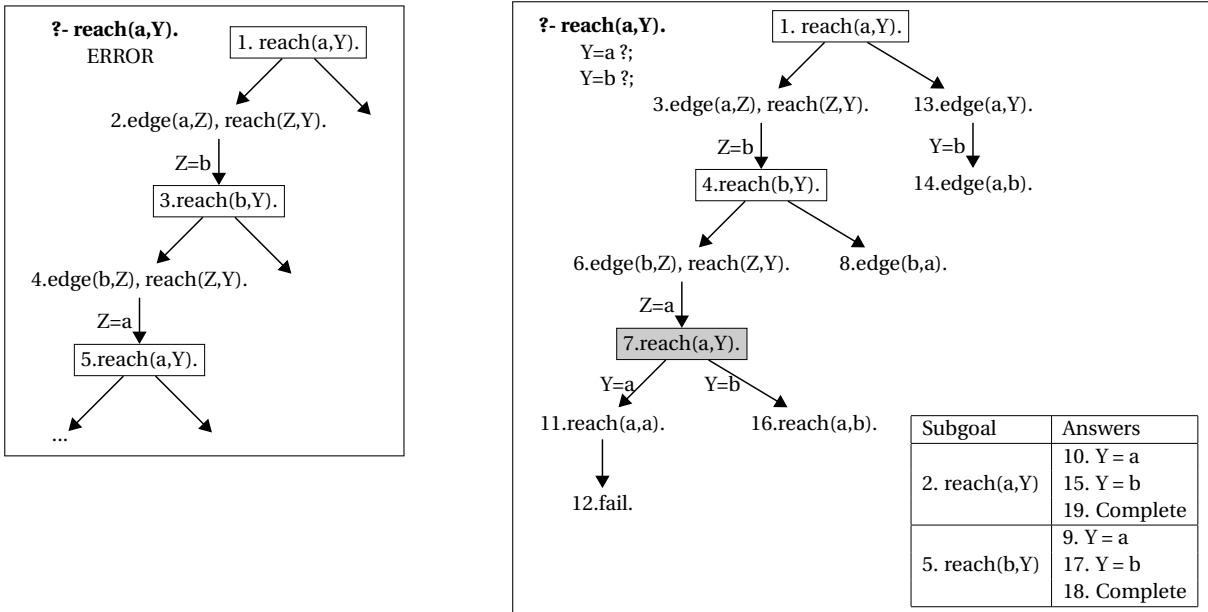 ?- reach(a,Y).
ERROR
1. reach(a,Y).
2.edge(a,Z), reach(Z,Y).
Z=b
3.reach(b,Y).
4.edge(b,Z), reach(Z,Y).
Z=a
5.reach(a,Y).
...
?- reach(a,Y).
Y=a ?;
Y=b ?;
1. reach(a,Y).
3.edge(a,Z), reach(Z,Y). 13.edge(a,Y).
Z=b Y=b
4.reach(b,Y). 14.edge(a,b).
6.edge(b,Z), reach(Z,Y). 8.edge(b,a).
Z=a
7.reach(a,Y).
Y=a Y=b
11.reach(a,a). 16.reach(a,b).
12.fail.
Subgoal Answers
10. Y = a
2. reach(a,Y) 15. Y = b
19. Complete
9. Y = a
5. reach(b,Y) 17. Y = b
18. Complete